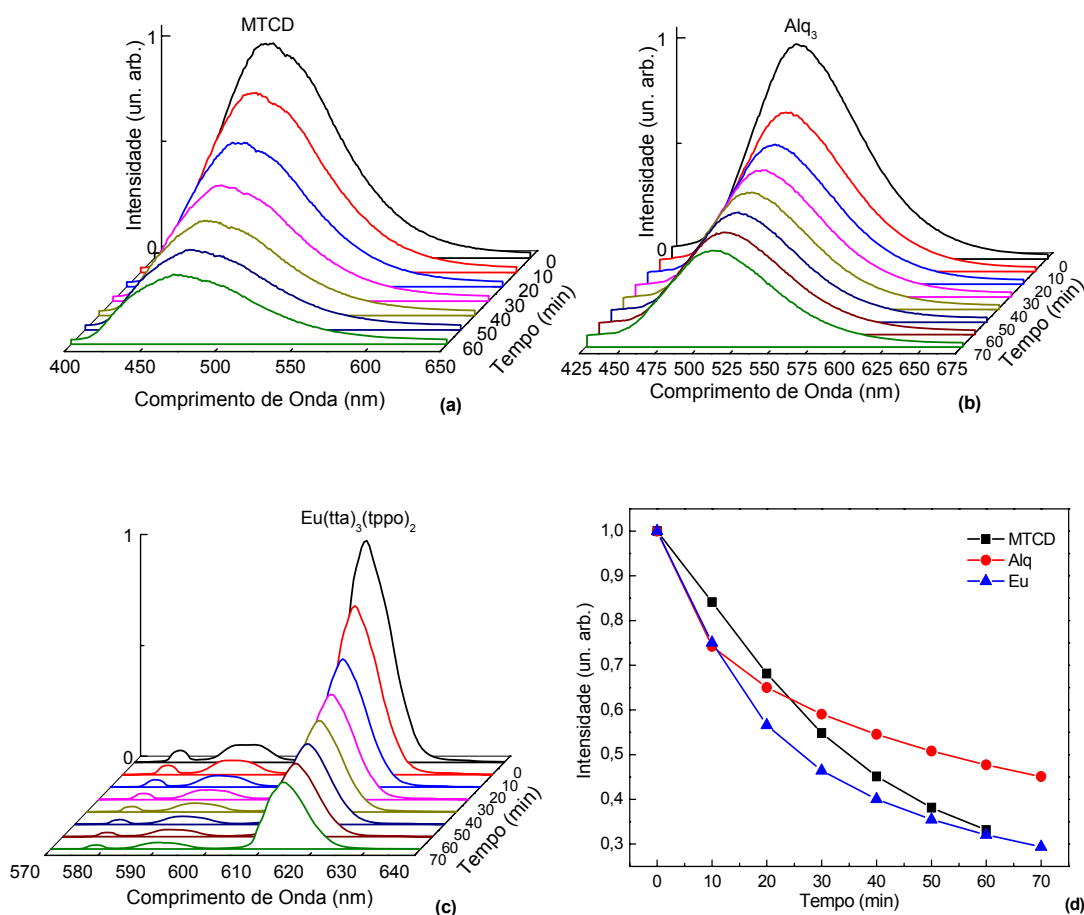 MTCD
Intensidade (un. arb.)
1
0
0
10
20
30
40
50
60
Tempo (min)
400 450 500 550 600 650
Comprimento de Onda (nm)
(a)
Alq3
Intensidade (un. arb.)
1
0
0
10
20
30
40
50
60
70
Tempo (min)
425 450 475 500 525 550 575 600 625 650 675
Comprimento de Onda (nm)
(b)
Eu(tta)3(tppo)2
1
0
0
10
20
30
40
50
60
70
Tempo (min)
570 580 590 600 610 620 630 640
Comprimento de Onda (nm)
(c)
MTCD
Alq
Eu
Intensidade (un. arb.)
1,0
0,9
0,8
0,7
0,6
0,5
0,4
0,3
0 10 20 30 40 50 60 70
Tempo (min)
(d)